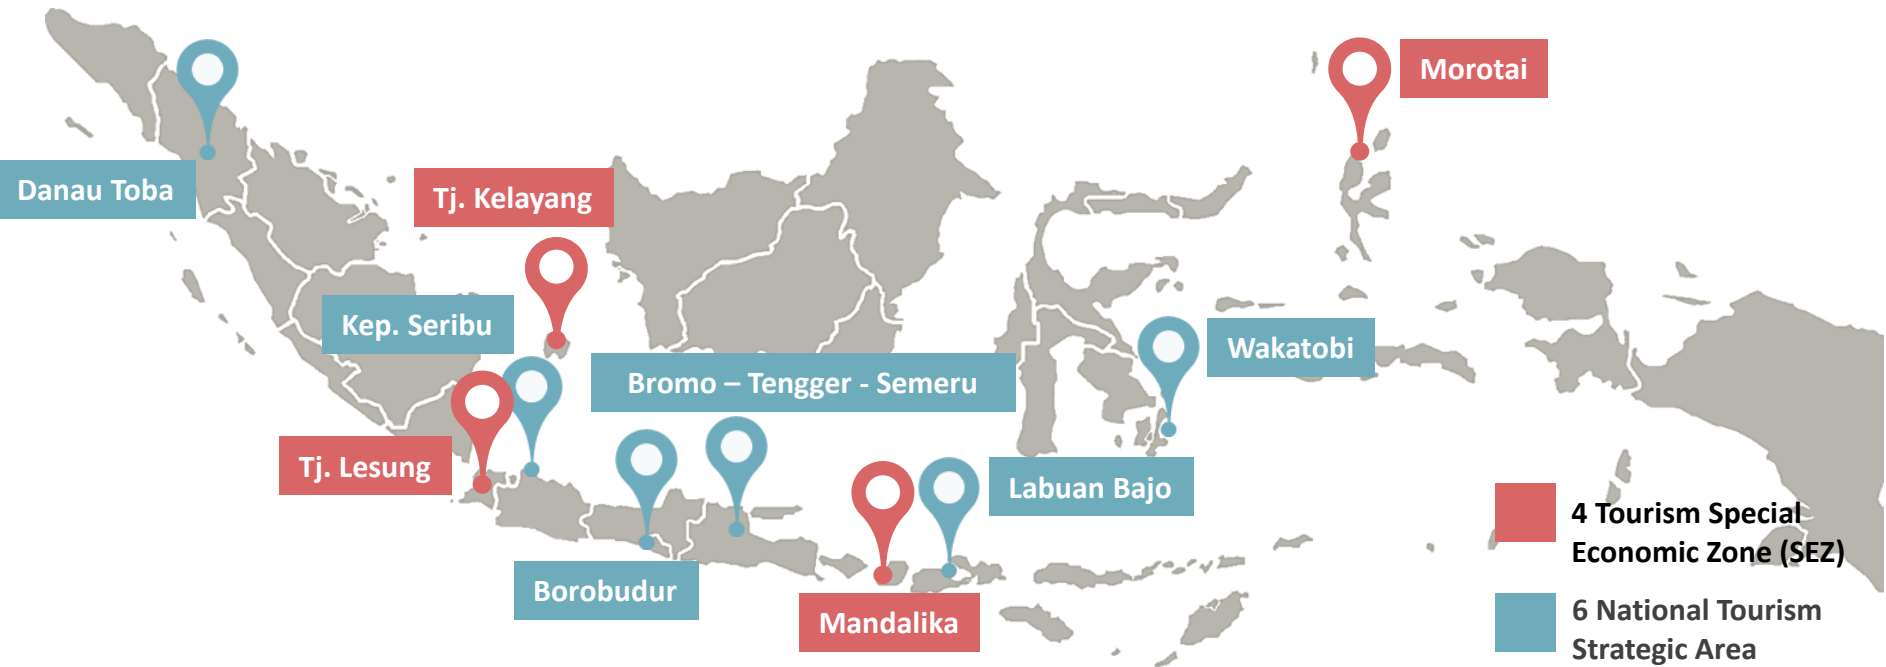 Morotai
Danau Toba
Tj. Kelayang
Kep. Seribu
Wakatobi
Bromo – Tengger - Semeru
Tj. Lesung
Labuan Bajo
Borobudur
Mandalika
4 Tourism Special
Economic Zone (SEZ)
6 National Tourism
Strategic Area